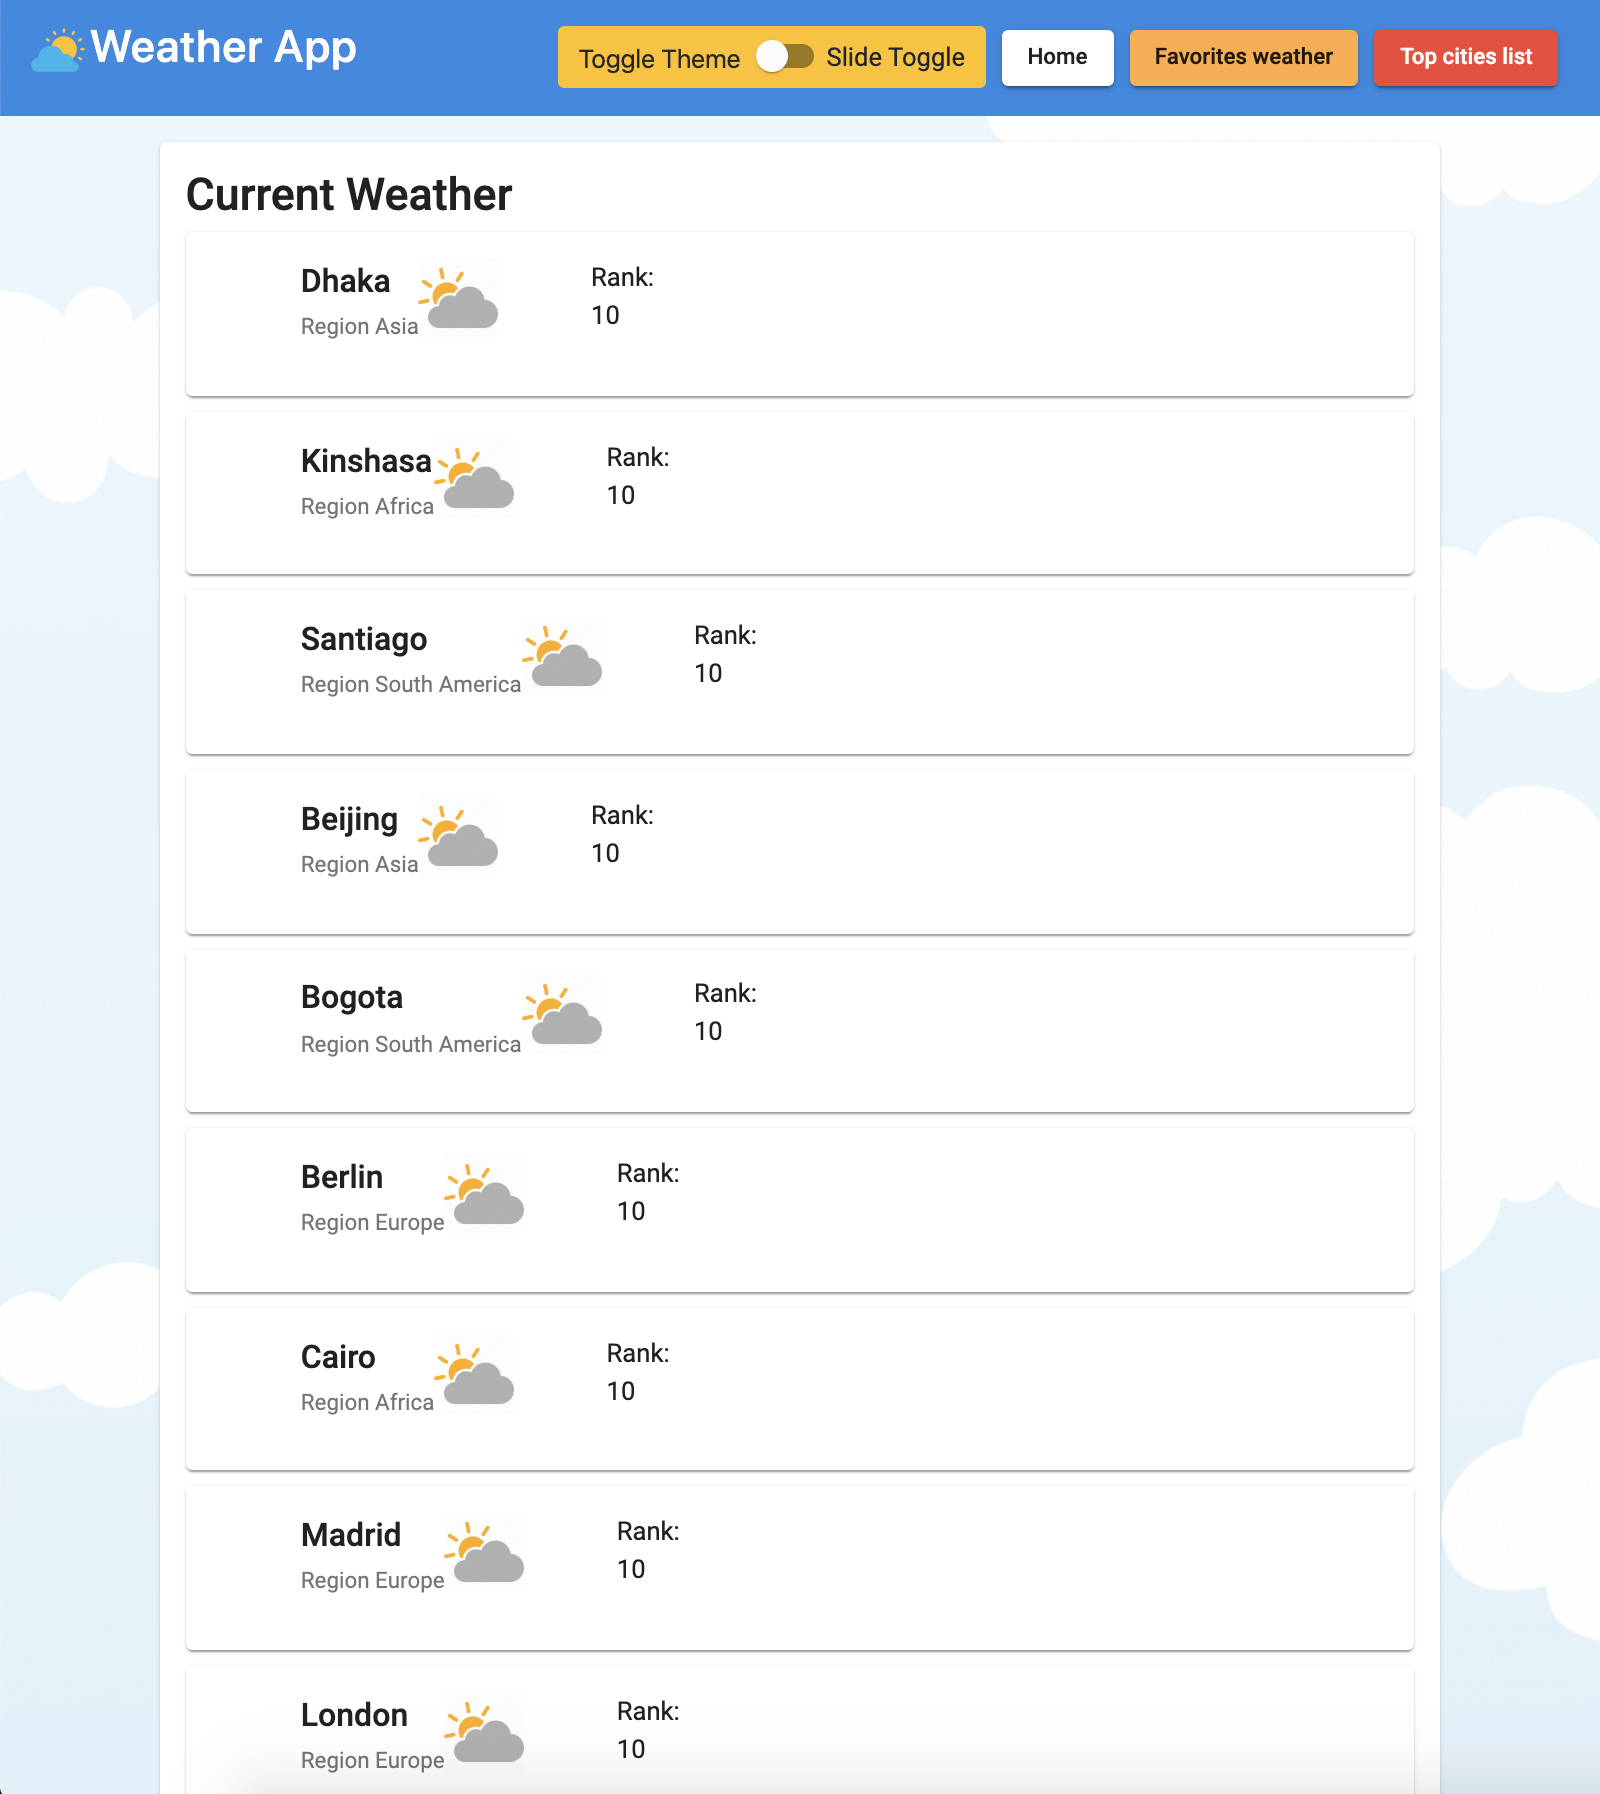 Weather App
Toggle Theme Slide Toggle Home Favorites weather Top cities list
Current Weather
Dhaka
Region Asia
Rank:
10
Kinshasa
Region Africa
Rank:
10
Santiago
Region South America
Rank:
10
Beijing
Region Asia
Rank:
10
Bogota
Region South America
Rank:
10
Berlin
Region Europe
Rank:
10
Cairo
Region Africa
Rank:
10
Madrid
Region Europe
Rank:
10
London
Region Europe
Rank:
10